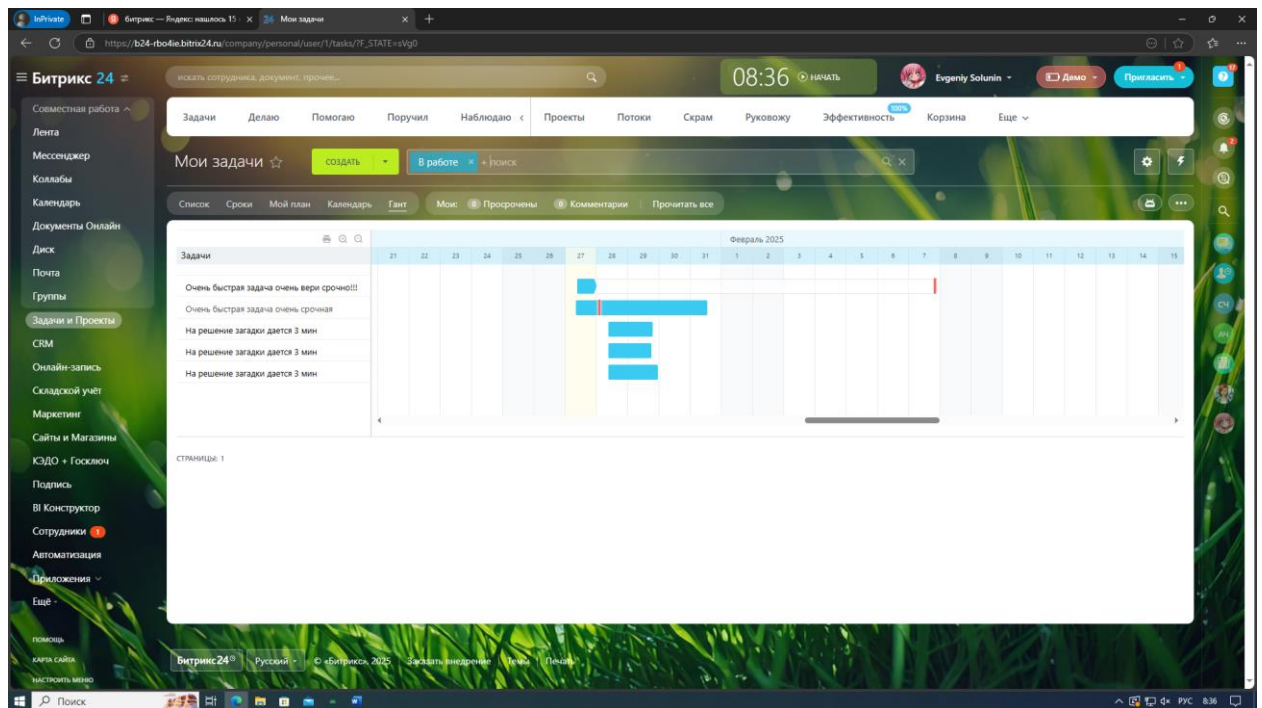 InPrivate битрикс — Яндекс: нашлось 15 24 Мои задачи
https://b24-rbo4ie.bitrix24.ru/company/personal/user/1/tasks/?F_STATE=sVg0
Битрикс 24 искать сотрудника, документ, прочее... 08:36 НАЧАТЬ Evgeniy Solunin Демо Пригласить 1
Совместная работа
Лента
Мессенджер
Коллабы
Календарь
Документы Онлайн
Диск
Почта
Группы
Задачи и Проекты
CRM
Онлайн-запись
Складской учёт
Маркетинг
Сайты и Магазины
КЭДО + Госключ
Подпись
BI Конструктор
Сотрудники 1
Автоматизация
Приложения
Ещё -
ПОМОЩЬ
КАРТА САЙТА
НАСТРОИТЬ МЕНЮ
Задачи Делаю Помогаю Поручил Наблюдаю Проекты Потоки Скрам Руковожу Эффективность 100% Корзина Еще
Мои задачи СОЗДАТЬ В работе × + поиск
Список Сроки Мой план Календарь Гант Мои: 0 Просрочены 0 Комментарии Прочитать все
Февраль 2025
Задачи 21 22 23 24 25 26 27 28 29 30 31 1 2 3 4 5 6 7 8 9 10 11 12 13 14 15
Очень быстрая задача очень вери срочно!!!
Очень быстрая задача очень срочная
На решение загадки дается 3 мин
На решение загадки дается 3 мин
На решение загадки дается 3 мин
СТРАНИЦЫ: 1
2
СЧ
АН
Битрикс24 Русский © «Битрикс», 2025 Заказать внедрение Темы Печать
Поиск РУС 8:36